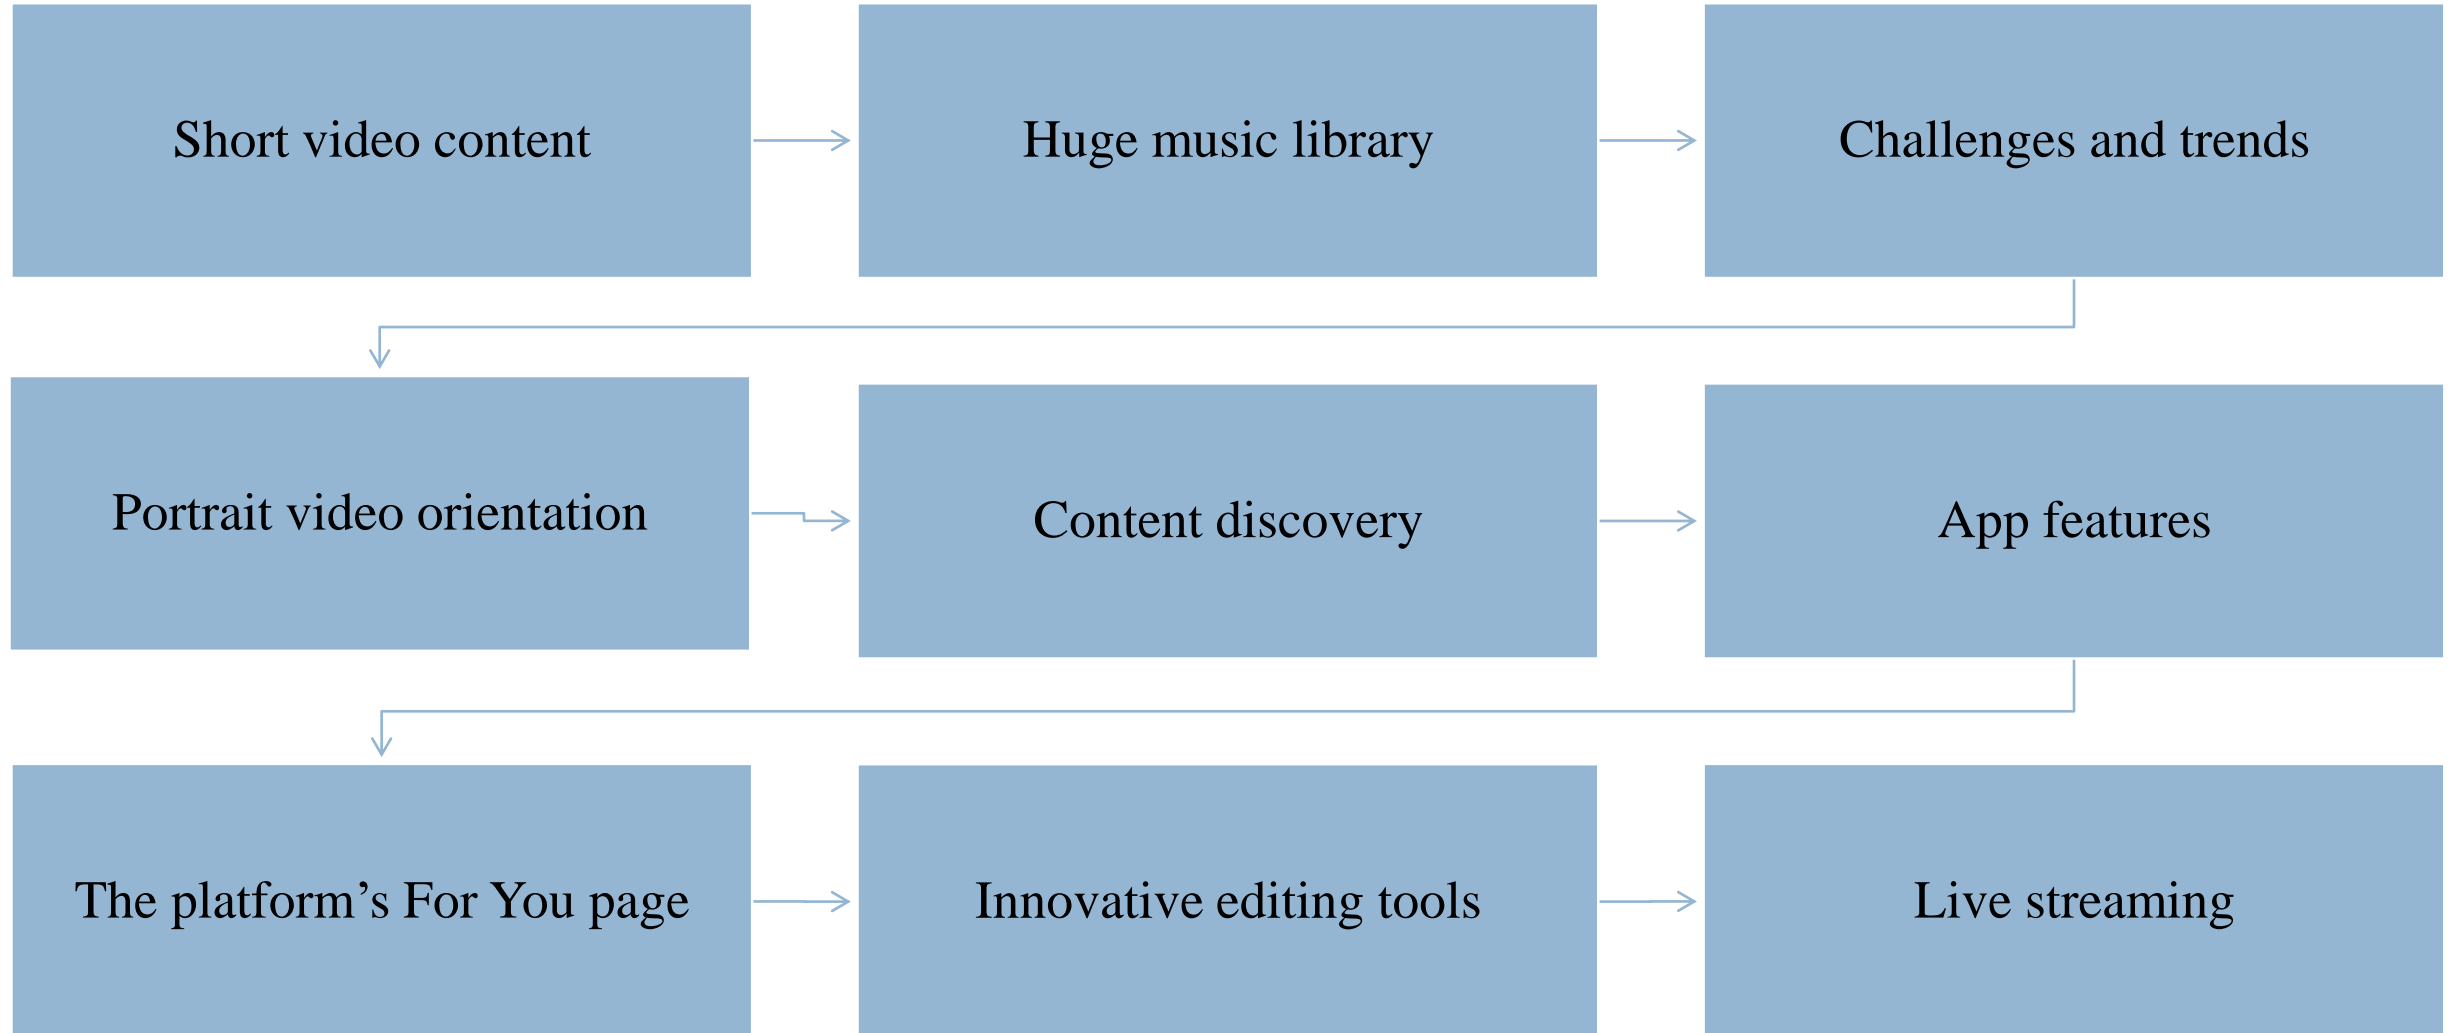 Short video content
Huge music library
Challenges and trends
Portrait video orientation
Content discovery
App features
The platform’s For You page
Innovative editing tools
Live streaming